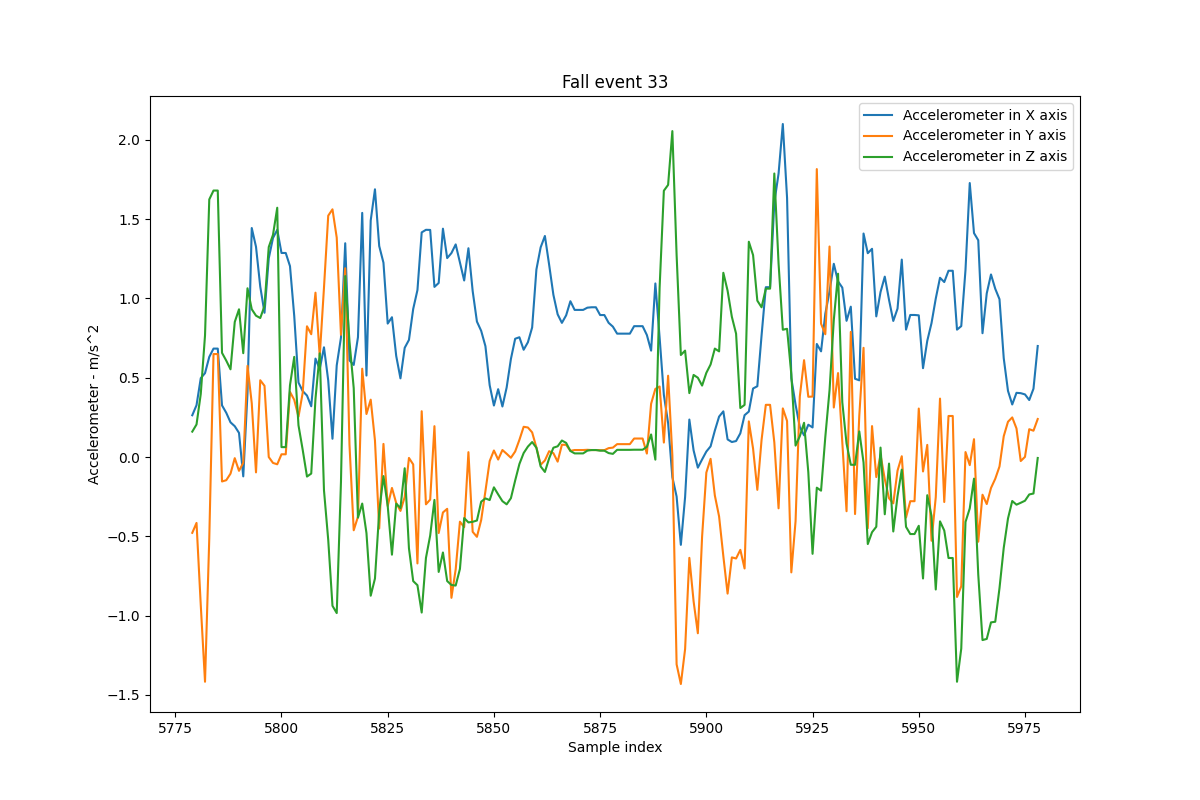 Fall event 33
Accelerometer in X axis
Accelerometer in Y axis
Accelerometer in Z axis
Accelerometer - m/s^2
2.0
1.5
1.0
0.5
0.0
−0.5
−1.0
−1.5
5775 5800 5825 5850 5875 5900 5925 5950 5975
Sample index